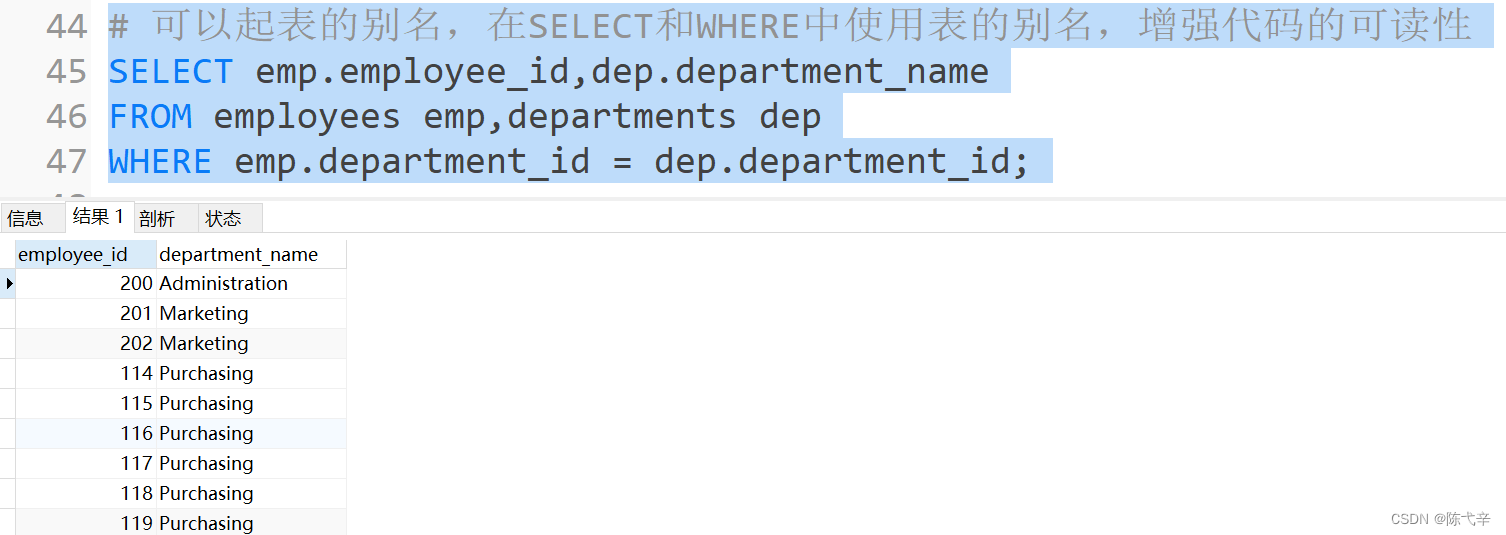 44 # 可以起表的别名，在SELECT和WHERE中使用表的别名，增强代码的可读性
45 SELECT emp.employee_id,dep.department_name
46 FROM employees emp,departments dep
47 WHERE emp.department_id = dep.department_id;
信息 结果 1 剖析 状态
employee_id department_name
200 Administration
201 Marketing
202 Marketing
114 Purchasing
115 Purchasing
116 Purchasing
117 Purchasing
118 Purchasing
119 Purchasing
CSDN @陈弋辛